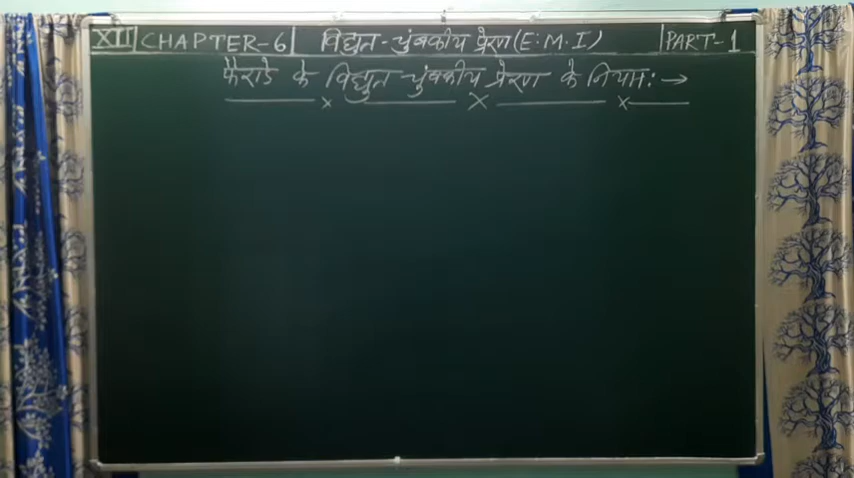 XII CHAPTER-6 विद्युत-चुंबकीय प्रेरण (E.M.I) PART-1
फैराडे के विद्युत चुंबकीय प्रेरण के नियम: →